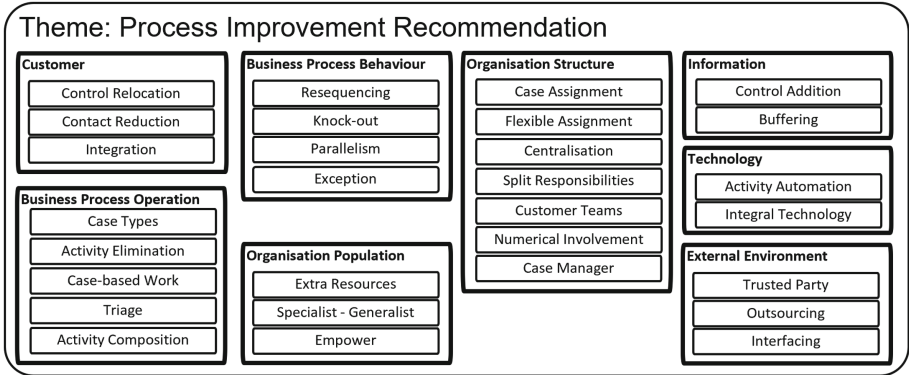 Theme: Process Improvement Recommendation
Customer
Control Relocation
Contact Reduction
Integration
Business Process Operation
Case Types
Activity Elimination
Case-based Work
Triage
Activity Composition
Business Process Behaviour
Resequencing
Knock-out
Parallelism
Exception
Organisation Population
Extra Resources
Specialist - Generalist
Empower
Organisation Structure
Case Assignment
Flexible Assignment
Centralisation
Split Responsibilities
Customer Teams
Numerical Involvement
Case Manager
Information
Control Addition
Buffering
Technology
Activity Automation
Integral Technology
External Environment
Trusted Party
Outsourcing
Interfacing